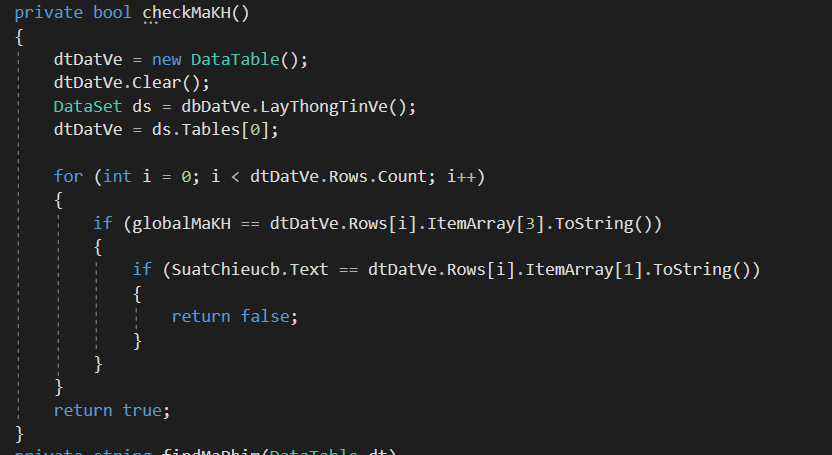 private bool checkMaKH()
{
dtDatVe = new DataTable();
dtDatVe.Clear();
DataSet ds = dbDatVe.LayThongTinVe();
dtDatVe = ds.Tables[0];
for (int i = 0; i < dtDatVe.Rows.Count; i++)
{
if (globalMaKH == dtDatVe.Rows[i].ItemArray[3].ToString())
{
if (SuatChieucb.Text == dtDatVe.Rows[i].ItemArray[1].ToString())
{
return false;
}
}
}
return true;
}
private string findMaPhim(DataTable dt)